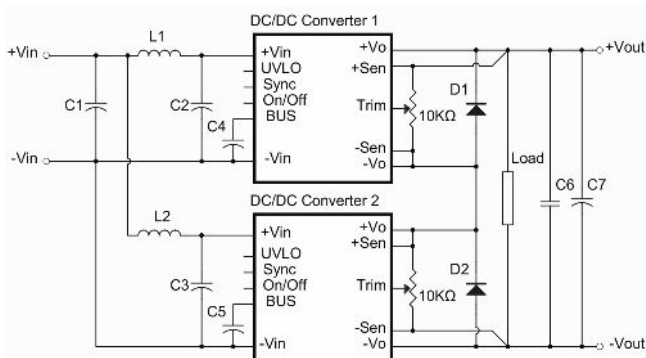 DC/DC Converter 1
L1
+Vin
+Vin
+Vo
+Vout
UVLO
+Sen
Sync
D1
C1
C2
On/Off
Trim
10KΩ
C4
BUS
-Sen
-Vin
-Vin
-Vo
Load
C6
C7
DC/DC Converter 2
L2
+Vin
+Vo
+Sen
UVLO
Sync
D2
C3
On/Off
Trim
10KΩ
C5
BUS
-Sen
-Vin
-Vo
-Vout